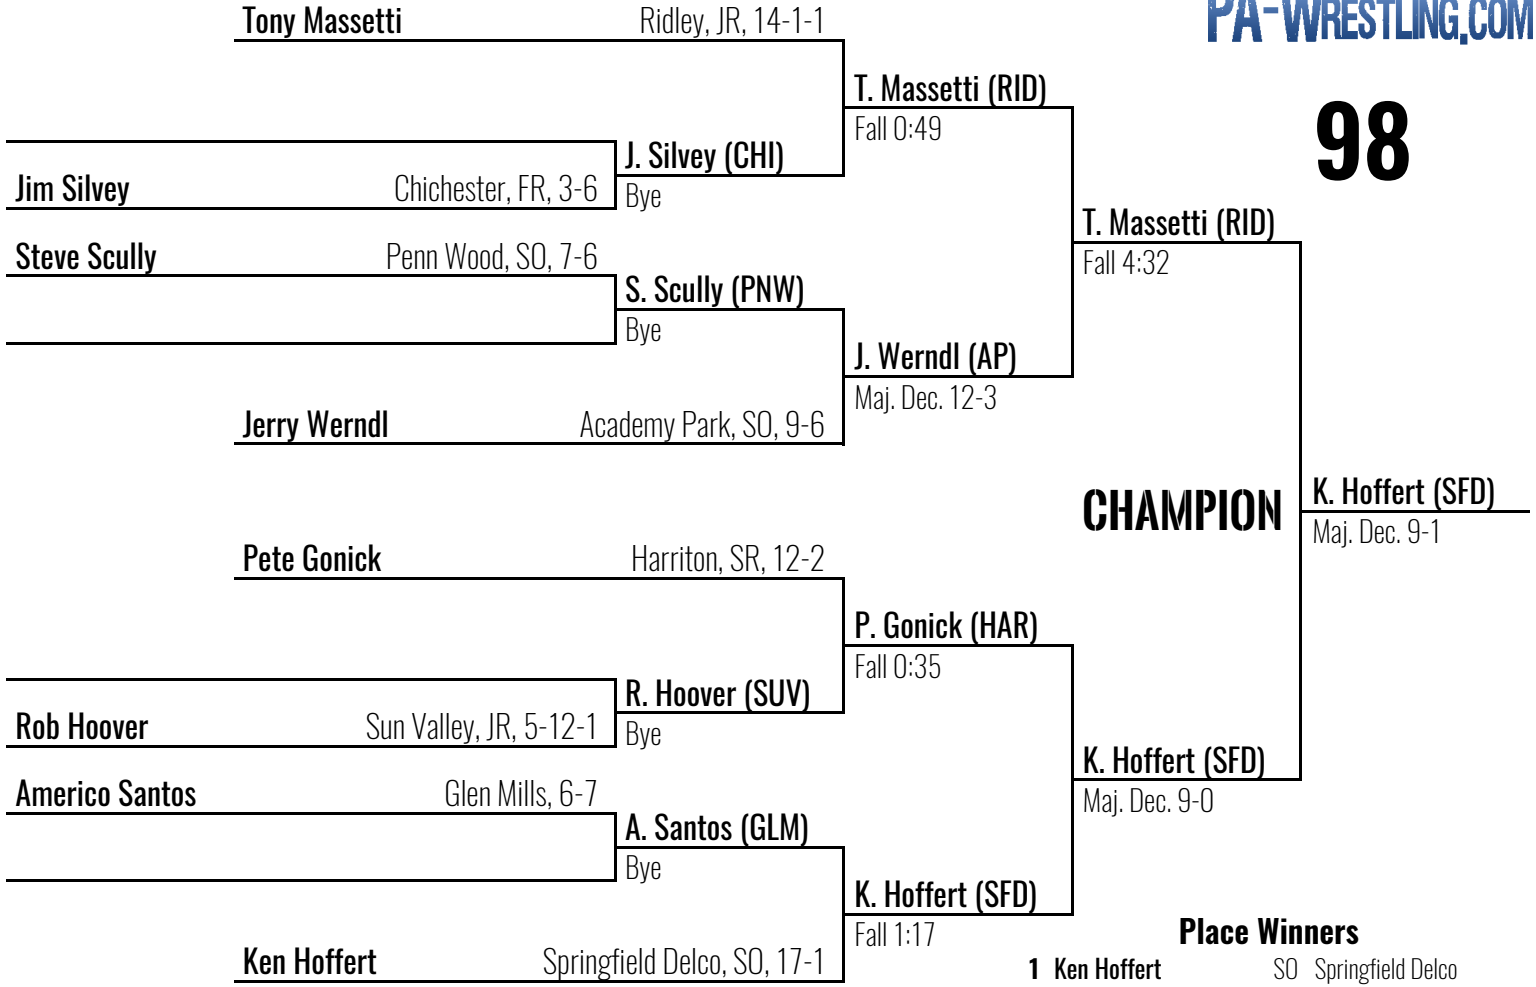 Tony Massetti Ridley, JR, 14-1-1
PA-WRESTLING.COM
T. Massetti (RID)
Fall 0:49
98
J. Silvey (CHI)
Bye
Jim Silvey Chichester, FR, 3-6
T. Massetti (RID)
Fall 4:32
Steve Scully Penn Wood, SO, 7-6
S. Scully (PNW)
Bye
J. Werndl (AP)
Maj. Dec. 12-3
Jerry Werndl Academy Park, SO, 9-6
CHAMPION
K. Hoffert (SFD)
Maj. Dec. 9-1
Pete Gonick Harriton, SR, 12-2
P. Gonick (HAR)
Fall 0:35
R. Hoover (SUV)
Bye
Rob Hoover Sun Valley, JR, 5-12-1
K. Hoffert (SFD)
Maj. Dec. 9-0
Americo Santos Glen Mills, 6-7
A. Santos (GLM)
Bye
K. Hoffert (SFD)
Fall 1:17
Ken Hoffert Springfield Delco, SO, 17-1
Place Winners
1 Ken Hoffert SO Springfield Delco